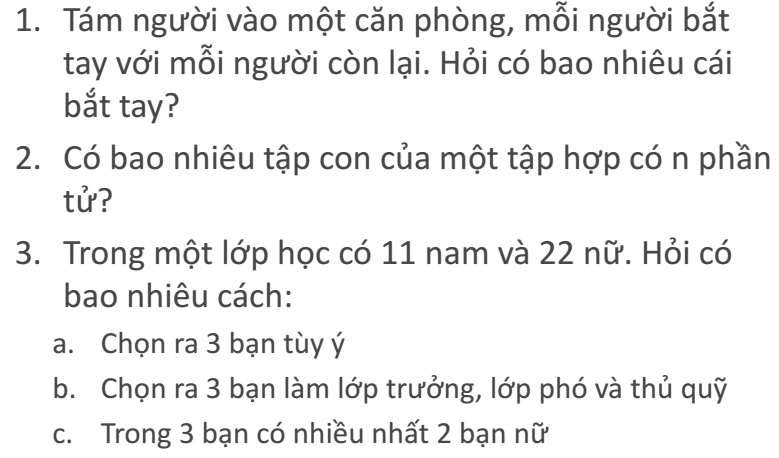 1. Tám người vào một căn phòng, mỗi người bắt
tay với mỗi người còn lại. Hỏi có bao nhiêu cái
bắt tay?
2. Có bao nhiêu tập con của một tập hợp có n phần
tử?
3. Trong một lớp học có 11 nam và 22 nữ. Hỏi có
bao nhiêu cách:
a. Chọn ra 3 bạn tùy ý
b. Chọn ra 3 bạn làm lớp trưởng, lớp phó và thủ quỹ
c. Trong 3 bạn có nhiều nhất 2 bạn nữ